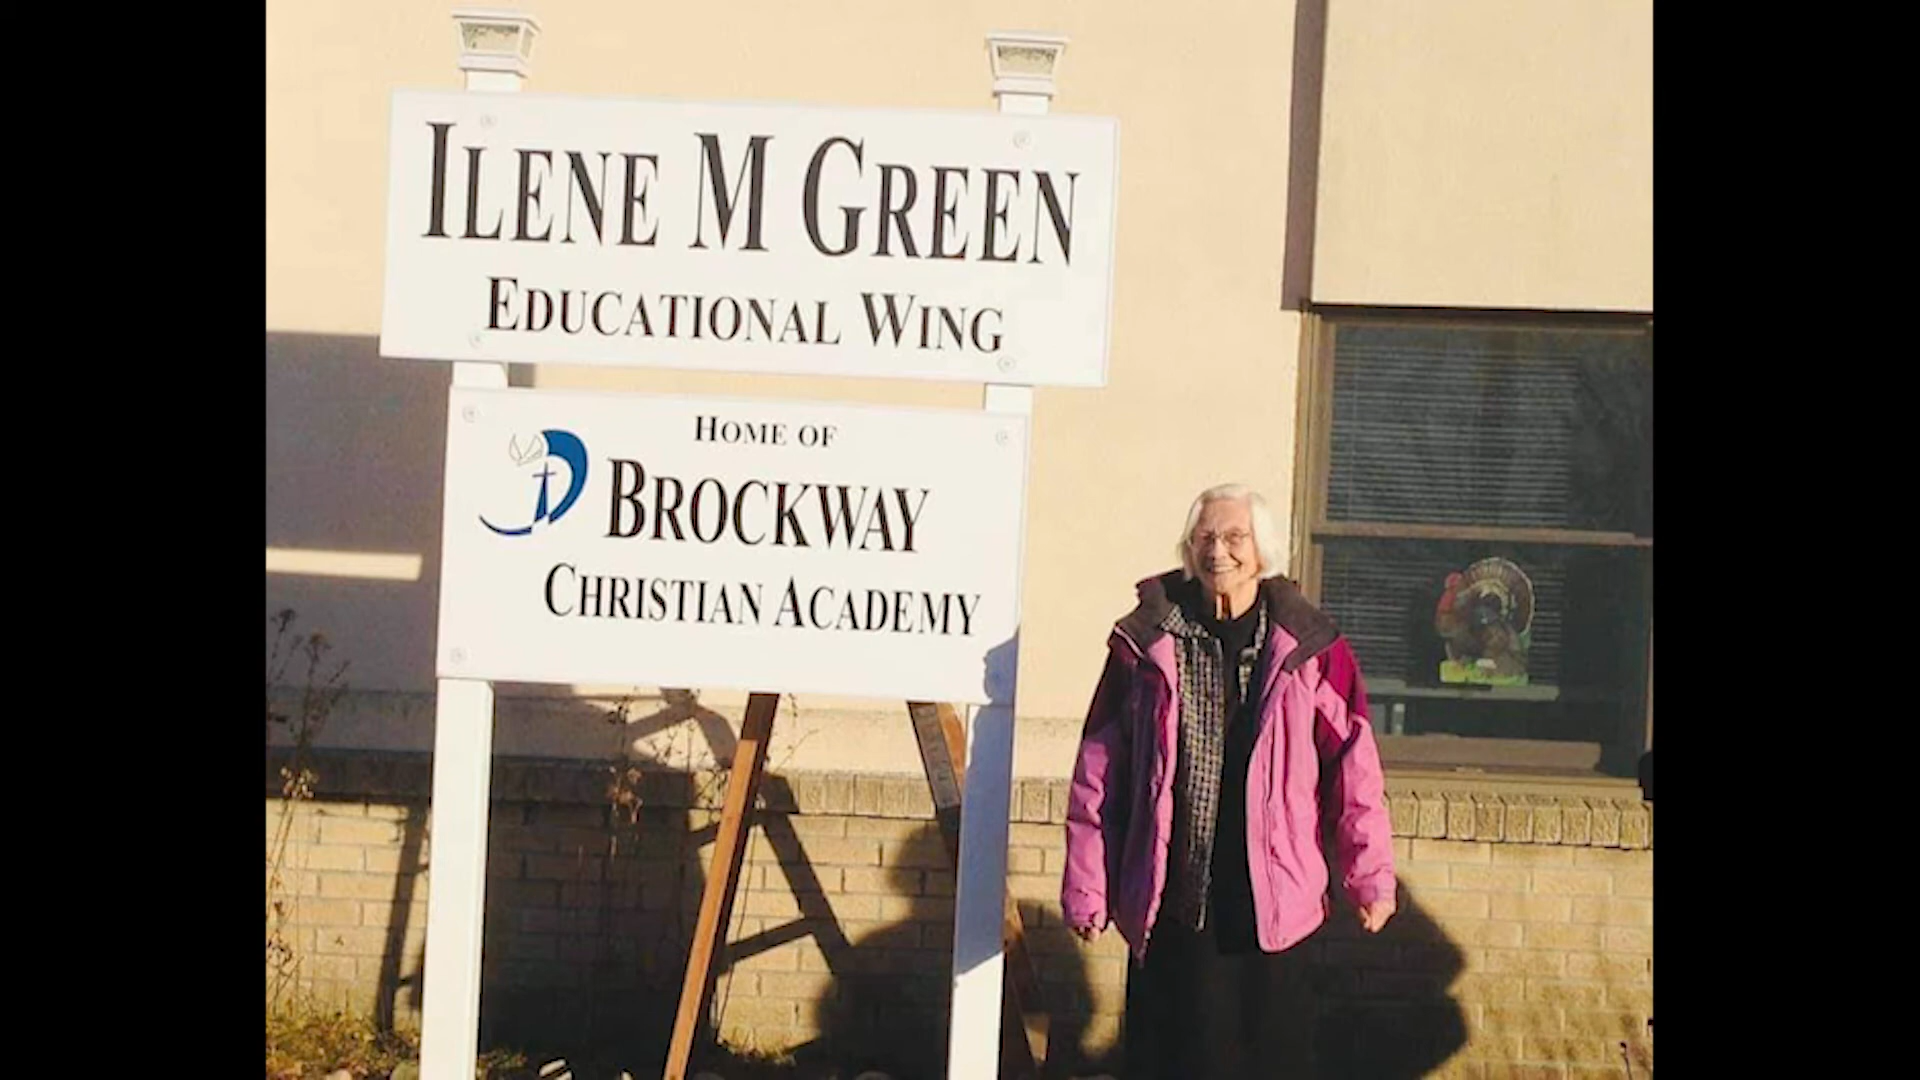 ILENE M GREEN
EDUCATIONAL WING
HOME OF
BROCKWAY
CHRISTIAN ACADEMY